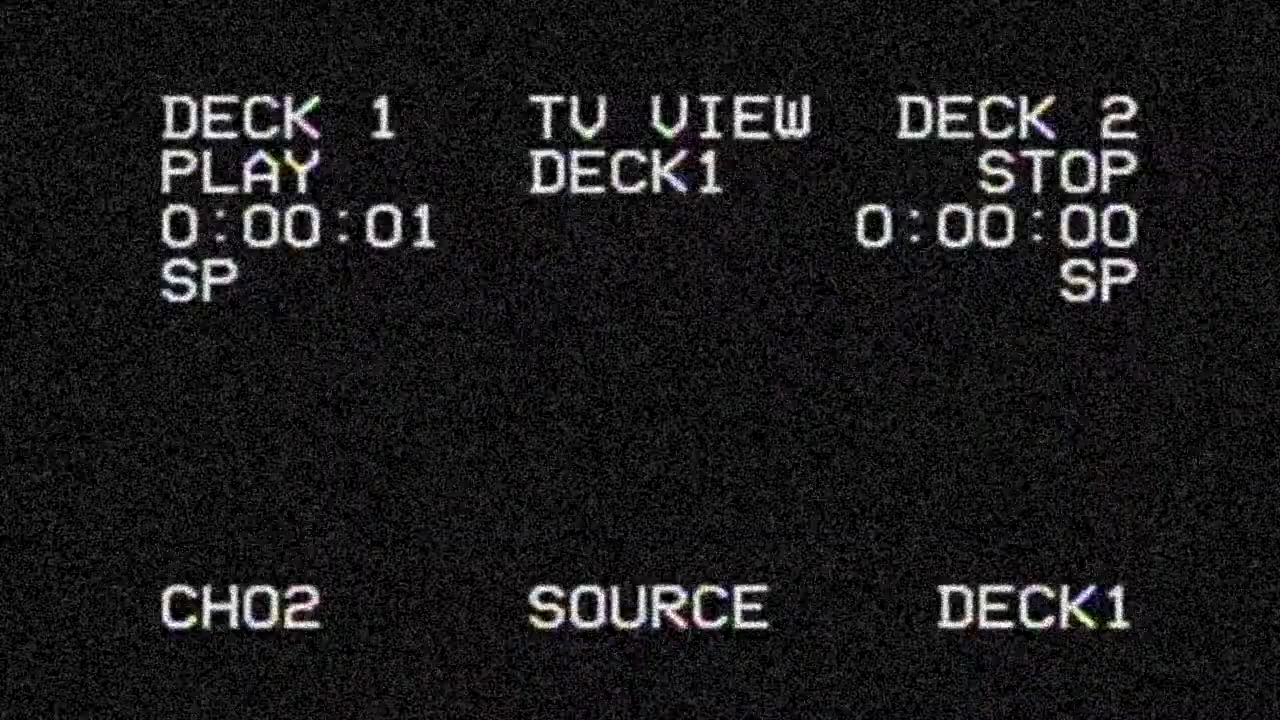 DECK 1 TV VIEW DECK 2
PLAY DECK1 STOP
0:00:01 0:00:00
SP SP
CH02 SOURCE DECK1